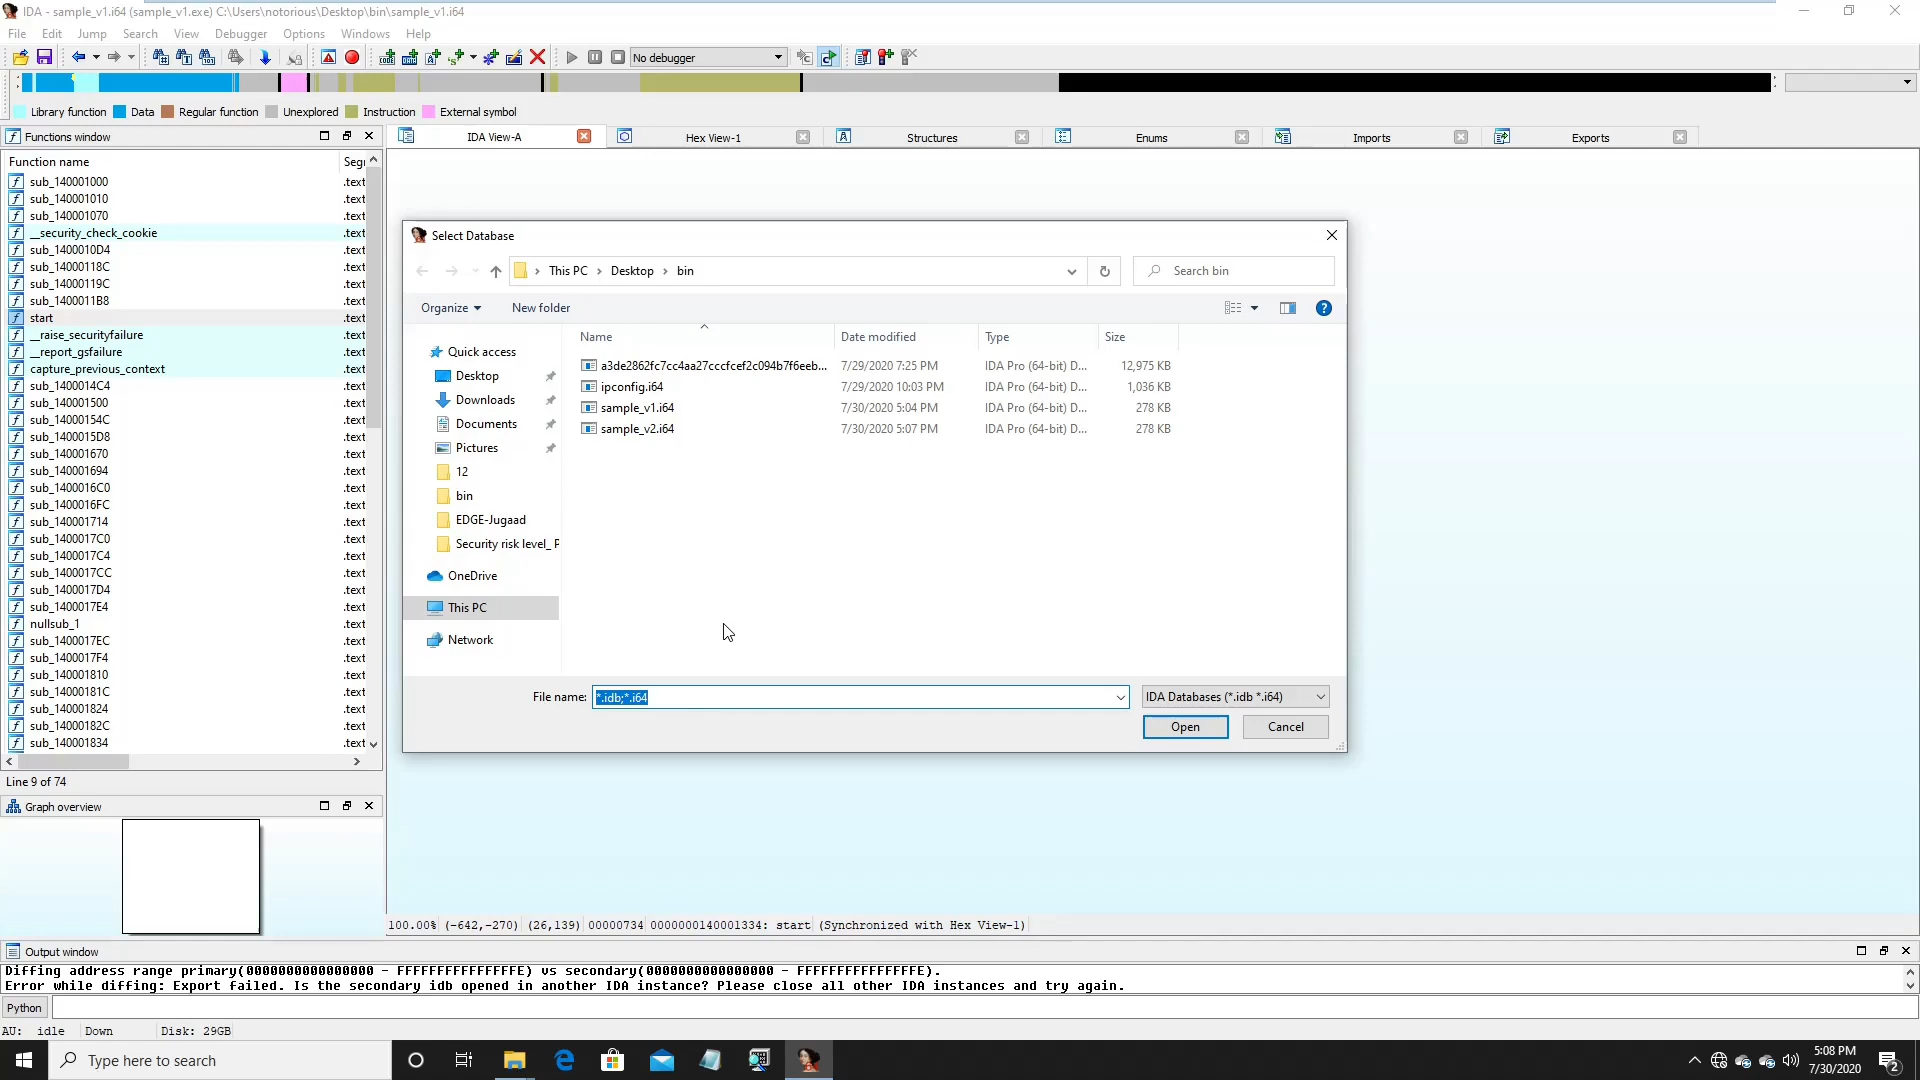 IDA - sample_v1.i64 (sample_v1.exe) C:\Users\notorious\Desktop\bin\sample_v1.i64
File Edit Jump Search View Debugger Options Windows Help
No debugger
Library function Data Regular function Unexplored Instruction External symbol
Functions window
IDA View-A Hex View-1 Structures Enums Imports Exports
Function name Segr
sub_140001000 .text
sub_140001010 .text
sub_140001070 .text
__security_check_cookie .text
sub_1400010D4 .text
sub_14000118C .text
sub_14000119C .text
sub_1400011B8 .text
start .text
__raise_securityfailure .text
__report_gsfailure .text
capture_previous_context .text
sub_1400014C4 .text
sub_140001500 .text
sub_14000154C .text
sub_1400015D8 .text
sub_140001670 .text
sub_140001694 .text
sub_1400016C0 .text
sub_1400016FC .text
sub_140001714 .text
sub_1400017C0 .text
sub_1400017C4 .text
sub_1400017CC .text
sub_1400017D4 .text
sub_1400017E4 .text
nullsub_1 .text
sub_1400017EC .text
sub_1400017F4 .text
sub_140001810 .text
sub_14000181C .text
sub_140001824 .text
sub_14000182C .text
sub_140001834 .text
Line 9 of 74
Graph overview
Select Database
This PC › Desktop › bin
Search bin
Organize New folder
Name Date modified Type Size
Quick access
Desktop
Downloads
Documents
Pictures
12
bin
EDGE-Jugaad
Security risk level_ P
OneDrive
This PC
Network
a3de2862fc7cc4aa27cccfcef2c094b7f6eeb... 7/29/2020 7:25 PM IDA Pro (64-bit) D... 12,975 KB
ipconfig.i64 7/29/2020 10:03 PM IDA Pro (64-bit) D... 1,036 KB
sample_v1.i64 7/30/2020 5:04 PM IDA Pro (64-bit) D... 278 KB
sample_v2.i64 7/30/2020 5:07 PM IDA Pro (64-bit) D... 278 KB
File name: *.idb;*.i64 IDA Databases (*.idb *.i64)
Open Cancel
100.00% (-642,-270) (26,139) 00000734 0000000140001334: start (Synchronized with Hex View-1)
Output window
Diffing address range primary(0000000000000000 - FFFFFFFFFFFFFFFE) vs secondary(0000000000000000 - FFFFFFFFFFFFFFFE).
Error while diffing: Export failed. Is the secondary idb opened in another IDA instance? Please close all other IDA instances and try again.
Python
AU: idle Down Disk: 29GB
Type here to search
5:08 PM
7/30/2020
2